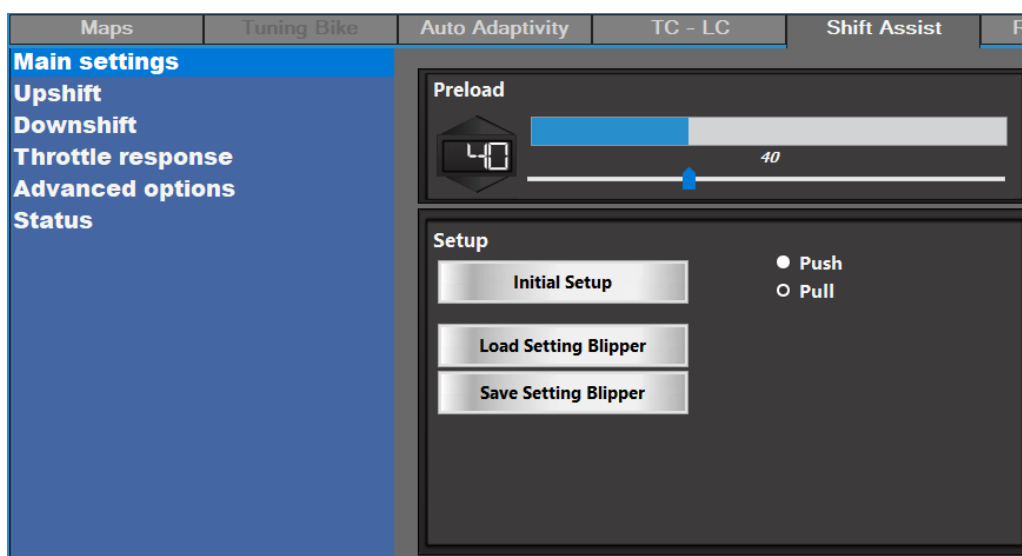 Maps Tuning Bike Auto Adaptivity TC - LC Shift Assist
Main settings
Upshift
Downshift
Throttle response
Advanced options
Status
Preload
40
40
Setup
Initial Setup
Push
Pull
Load Setting Blipper
Save Setting Blipper